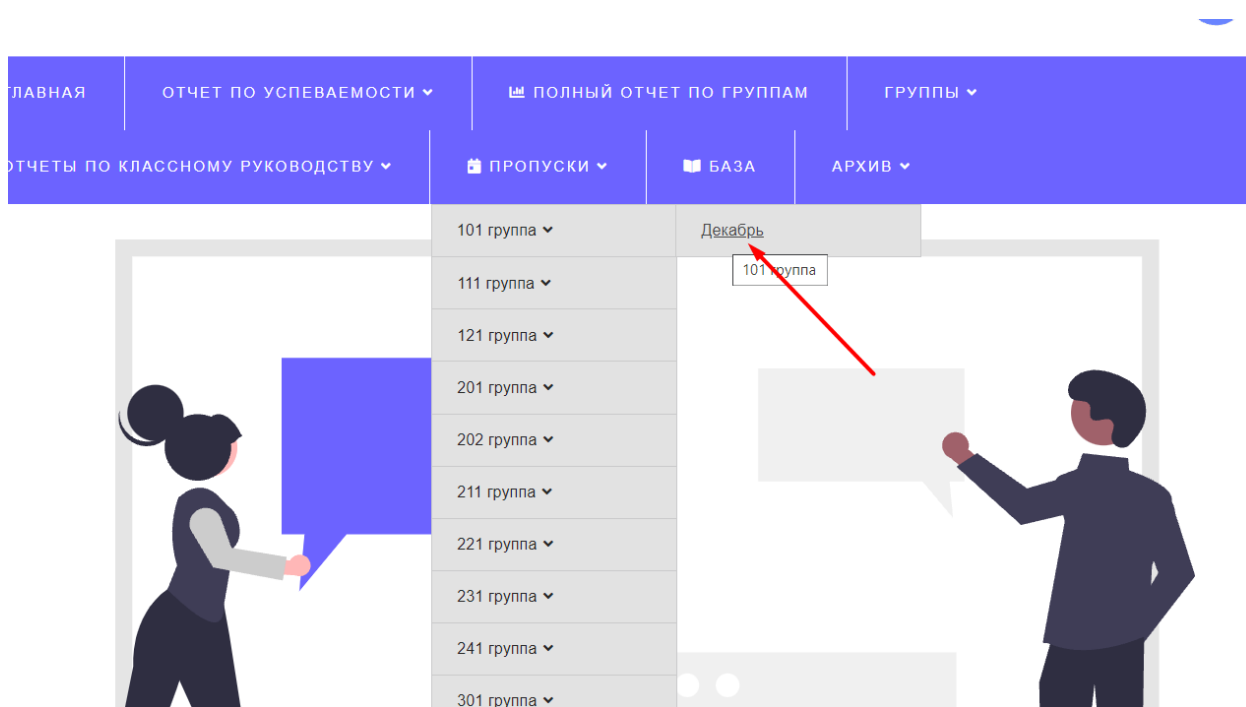 ГЛАВНАЯ
ОТЧЕТ ПО УСПЕВАЕМОСТИ
ПОЛНЫЙ ОТЧЕТ ПО ГРУППАМ
ГРУППЫ
ОТЧЕТЫ ПО КЛАССНОМУ РУКОВОДСТВУ
ПРОПУСКИ
БАЗА
АРХИВ
101 группа
Декабрь
101 группа
111 группа
121 группа
201 группа
202 группа
211 группа
221 группа
231 группа
241 группа
301 группа